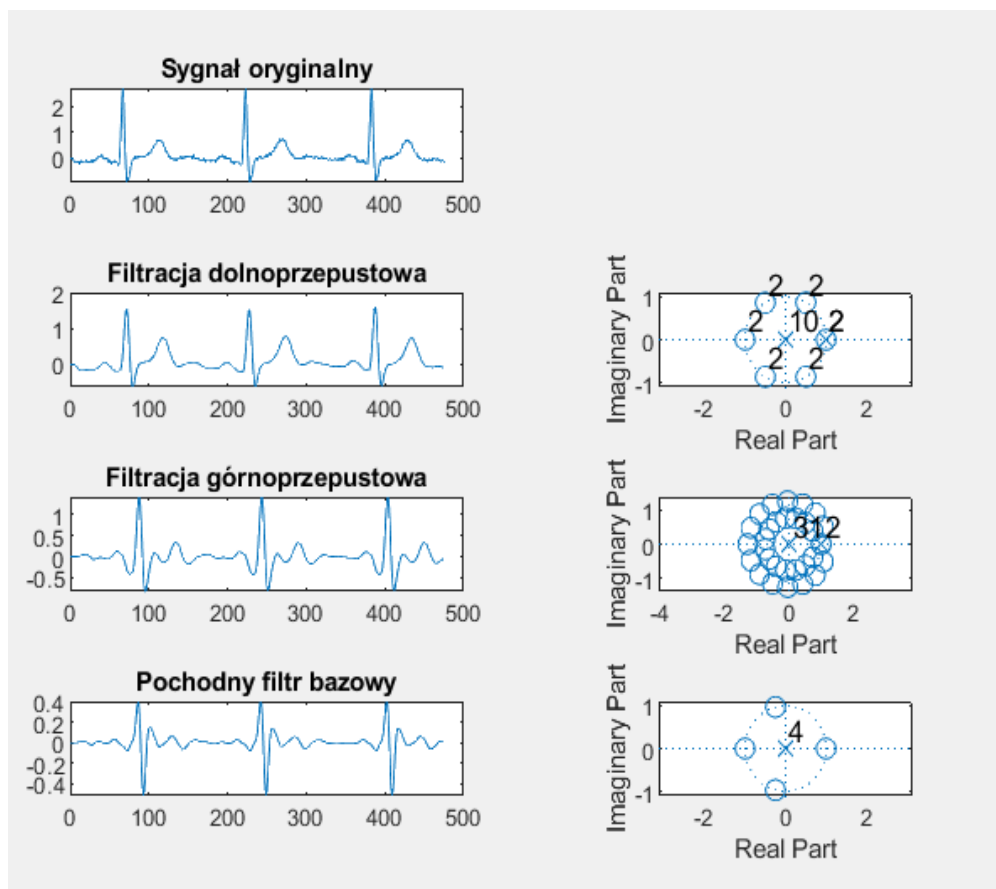 Sygnał oryginalny
2
1
0
0 100 200 300 400 500
Filtracja dolnoprzepustowa
2
1
0
0 100 200 300 400 500
Imaginary Part
1
0
-1
2 2
2 10 2
2 2
-2 0 2
Real Part
Filtracja górnoprzepustowa
1
0.5
0
-0.5
0 100 200 300 400 500
Imaginary Part
1
0
-1
31 2
-4 -2 0 2
Real Part
Pochodny filtr bazowy
0.4
0.2
0
-0.2
-0.4
0 100 200 300 400 500
Imaginary Part
1
0
-1
4
-2 0 2
Real Part